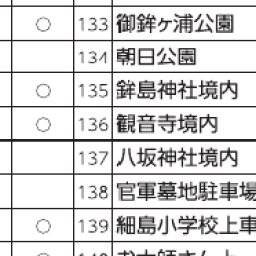 ○ 133 御鉾ヶ浦公園
134 朝日公園
○ 135 鉾島神社境内
○ 136 観音寺境内
137 八坂神社境内
138 官軍墓地駐車場
○ 139 細島小学校上車